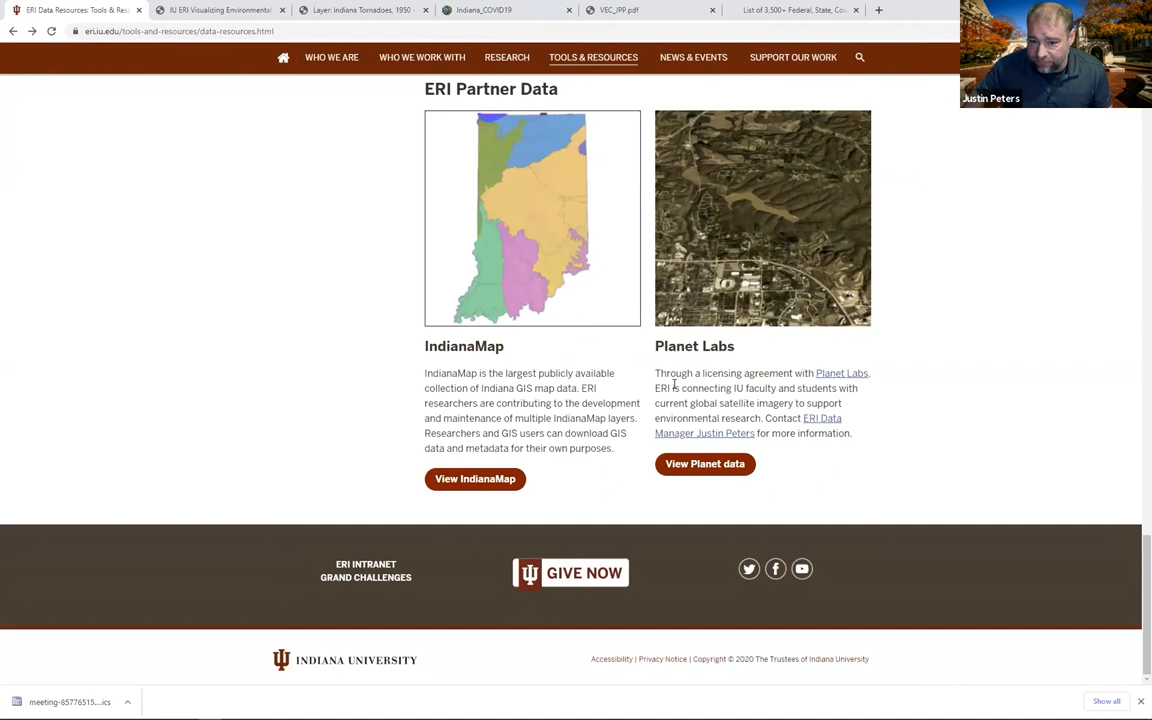 ERI Data Resources: Tools & Res
IU ERI Visualizing Environmental
Layer: indiana Tornadoes, 1950 -
Indiana_COVID19
VEC_JPP.pdf
List of 3,500+ Federal, State, Cou
eri.iu.edu/tools-and-resources/data-resources.html
WHO WE ARE
WHO WE WORK WITH
RESEARCH
TOOLS & RESOURCES
NEWS & EVENTS
SUPPORT OUR WORK
Justin Peters
ERI Partner Data
IndianaMap
IndianaMap is the largest publicly available
collection of Indiana GIS map data. ERI
researchers are contributing to the development
and maintenance of multiple IndianaMap layers.
Researchers and GIS users can download GIS
data and metadata for their own purposes.
View IndianaMap
Planet Labs
Through a licensing agreement with Planet Labs,
ERI is connecting IU faculty and students with
current global satellite imagery to support
environmental research. Contact ERI Data
Manager Justin Peters for more information.
View Planet data
ERI INTRANET
GRAND CHALLENGES
GIVE NOW
INDIANA UNIVERSITY
Accessibility | Privacy Notice | Copyright © 2020 The Trustees of Indiana University
meeting-85776515....ics
Show all